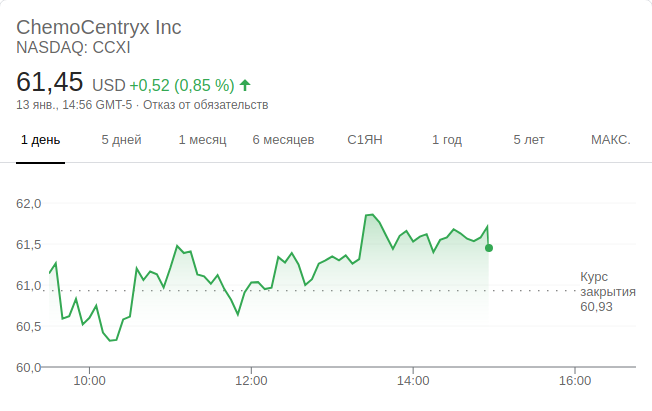 ChemoCentryx Inc
NASDAQ: CCXI
61,45 USD +0,52 (0,85 %)
13 янв., 14:56 GMT-5 · Отказ от обязательств
1 день 5 дней 1 месяц 6 месяцев С1ЯН 1 год 5 лет МАКС.
62,0
61,5
61,0
60,5
60,0
Курс
закрытия
60,93
10:00 12:00 14:00 16:00